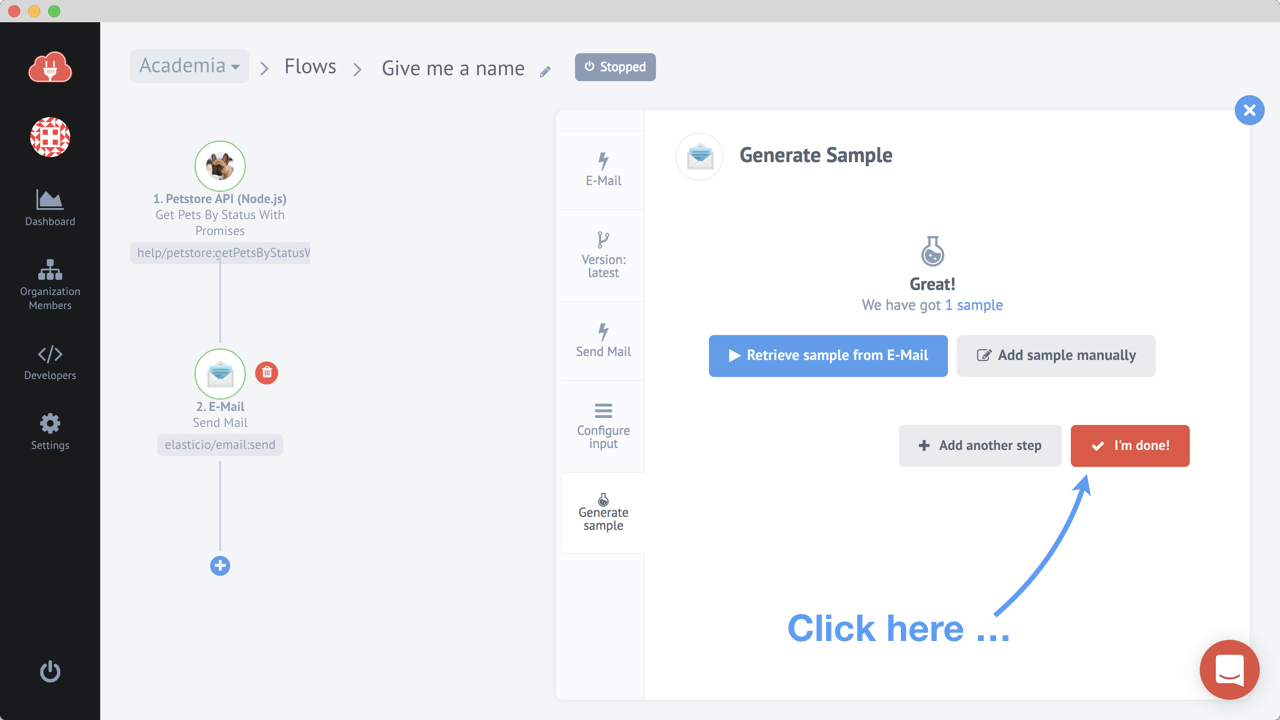 Academia
Flows
Give me a name
Stopped
Dashboard
Organization
Members
Developers
Settings
1. Petstore API (Node.js)
Get Pets By Status With
Promises
help/petstore:getPetsByStatusW
2. E-Mail
Send Mail
elasticio/email:send
E-Mail
Version:
latest
Send Mail
Configure
input
Generate
sample
Generate Sample
Great!
We have got 1 sample
Retrieve sample from E-Mail
Add sample manually
Add another step
I'm done!
Click here ...